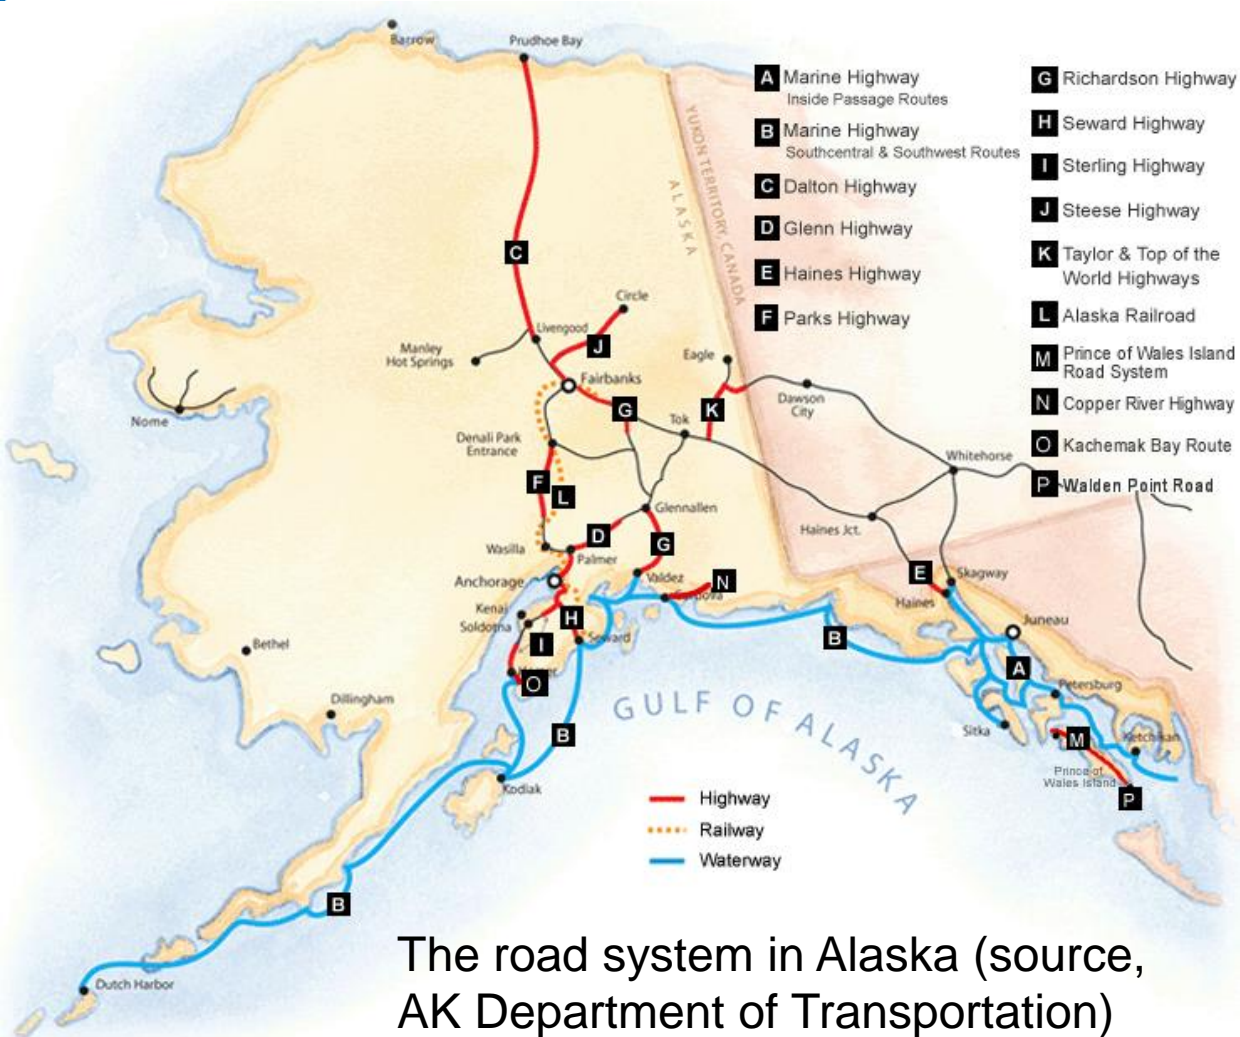 Barrow
Prudhoe Bay
A Marine Highway
Inside Passage Routes
B Marine Highway
Southcentral & Southwest Routes
C Dalton Highway
D Glenn Highway
E Haines Highway
F Parks Highway
G Richardson Highway
H Seward Highway
I Sterling Highway
J Steese Highway
K Taylor & Top of the
World Highways
L Alaska Railroad
M Prince of Wales Island
Road System
N Copper River Highway
O Kachemak Bay Route
P Walden Point Road
YUKON TERRITORY, CANADA
ALASKA
C
Circle
Livengood
J
Manley
Hot Springs
Eagle
Fairbanks
G
K
Dawson
City
Nome
Tok
Denali Park
Entrance
Whitehorse
F
L
Glennallen
Haines Jct.
D
G
Wasilla
Palmer
Anchorage
Valdez
N
E
Skagway
Haines
Kenai
Soldotna
H
I
Seward
Juneau
B
Bethel
O
A
Dillingham
Petersburg
GULF OF ALASKA
B
Sitka
M
Ketchikan
Prince of
Wales Island
P
Kodiak
Highway
Railway
Waterway
B
Dutch Harbor
The road system in Alaska (source,
AK Department of Transportation)